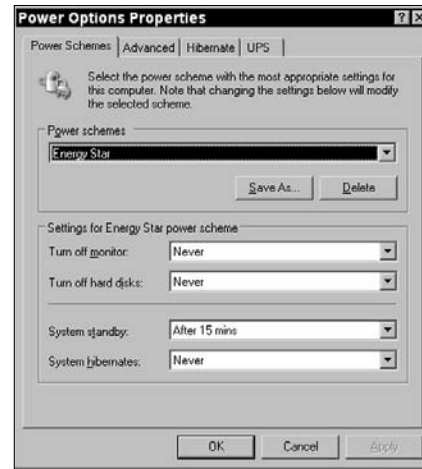 Power Options Properties
Power Schemes Advanced Hibernate UPS
Select the power scheme with the most appropriate settings for
this computer. Note that changing the settings below will modify
the selected scheme.
Power schemes
Energy Star
Save As... Delete
Settings for Energy Star power scheme
Turn off monitor: Never
Turn off hard disks: Never
System standby: After 15 mins
System hibernates: Never
OK Cancel Apply